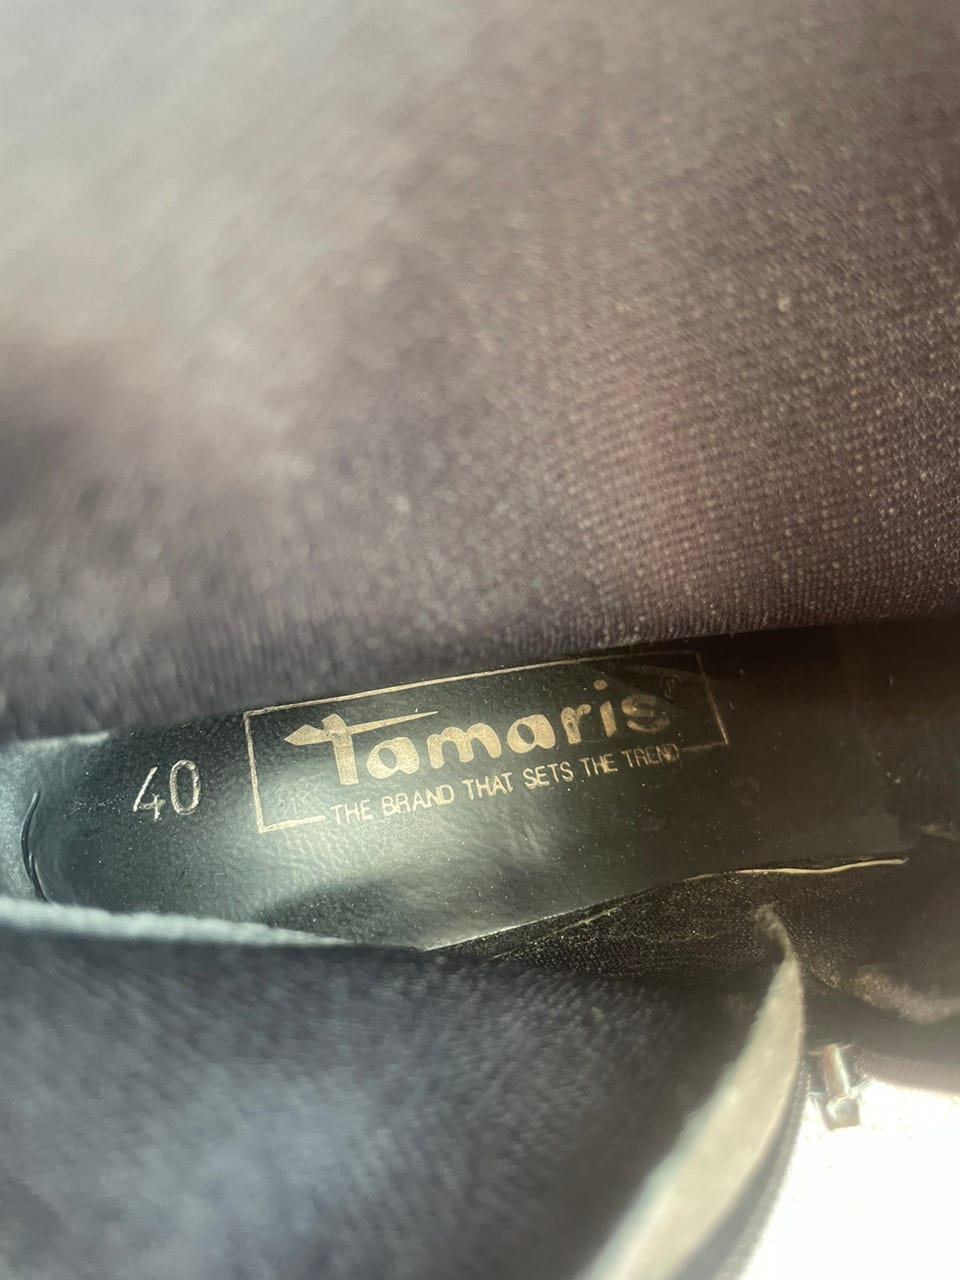 40
Tamaris
THE BRAND THAT SETS THE TREND